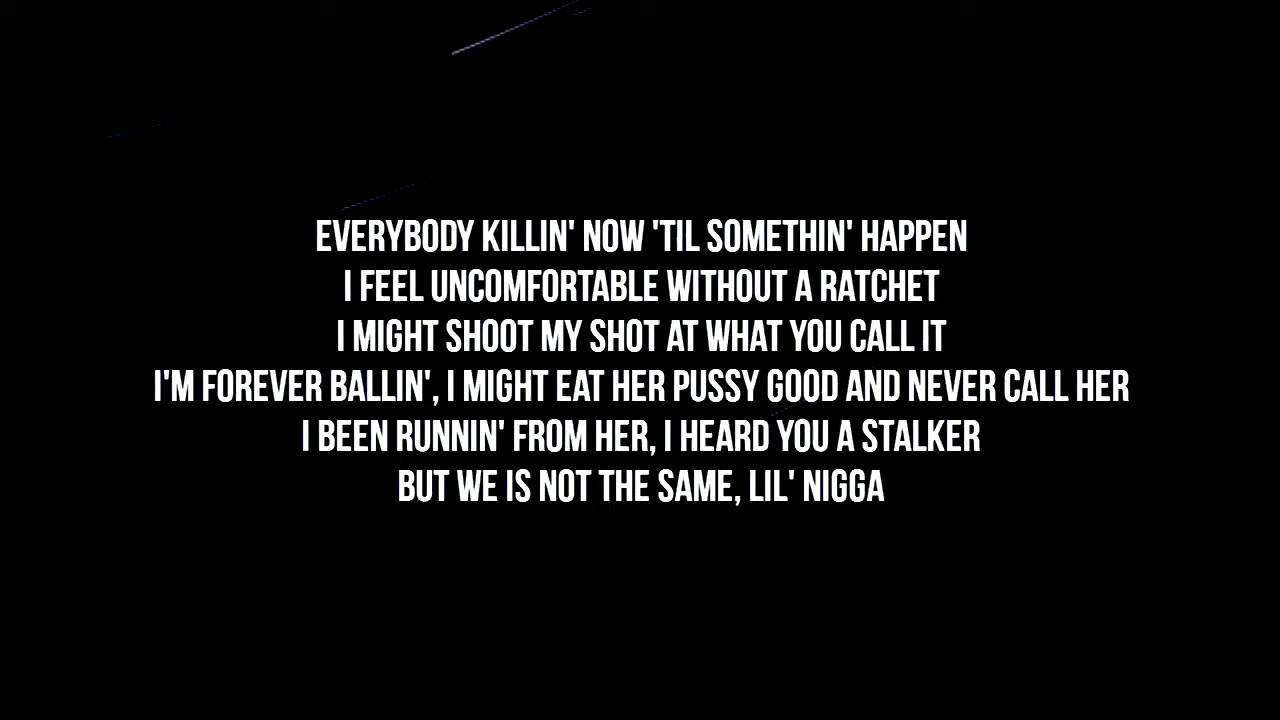 EVERYBODY KILLIN' NOW 'TIL SOMETHIN' HAPPEN
I FEEL UNCOMFORTABLE WITHOUT A RATCHET
I MIGHT SHOOT MY SHOT AT WHAT YOU CALL IT
I'M FOREVER BALLIN', I MIGHT EAT HER PUSSY GOOD AND NEVER CALL HER
I BEEN RUNNIN' FROM HER, I HEARD YOU A STALKER
BUT WE IS NOT THE SAME, LIL' NIGGA